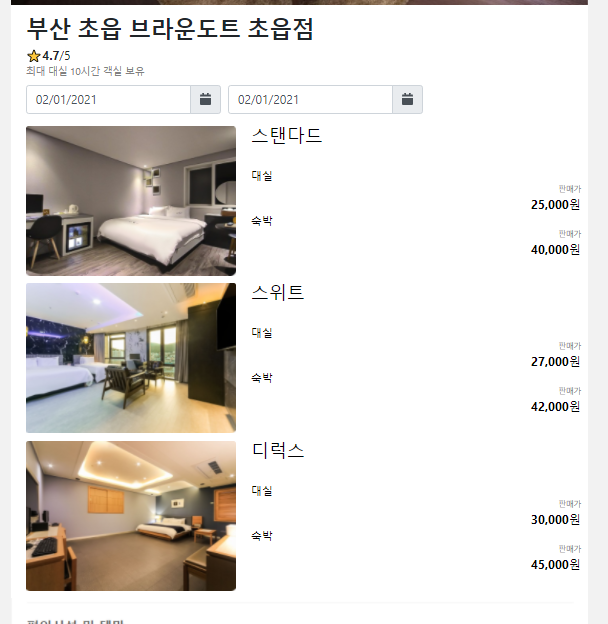 부산 초읍 브라운도트 초읍점
4.7/5
최대 대실 10시간 객실 보유
02/01/2021 02/01/2021
스탠다드
대실
판매가
25,000원
숙박
판매가
40,000원
스위트
대실
판매가
27,000원
숙박
판매가
42,000원
디럭스
대실
판매가
30,000원
숙박
판매가
45,000원